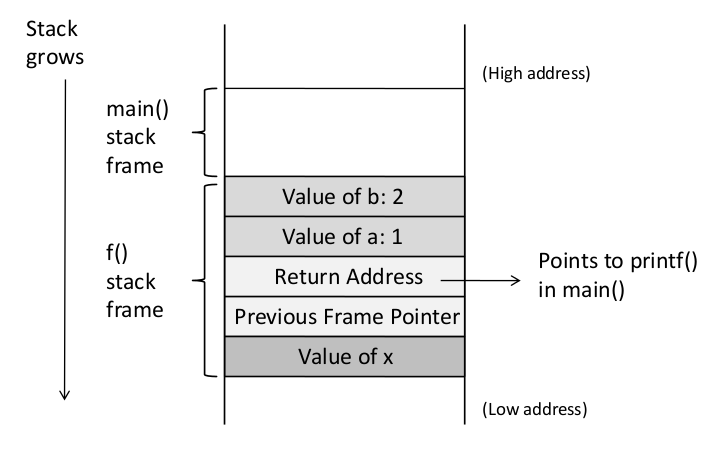 Stack
grows
(High address)
main()
stack
frame
Value of b: 2
Value of a: 1
f()
stack
frame
Return Address
Points to printf()
in main()
Previous Frame Pointer
Value of x
(Low address)